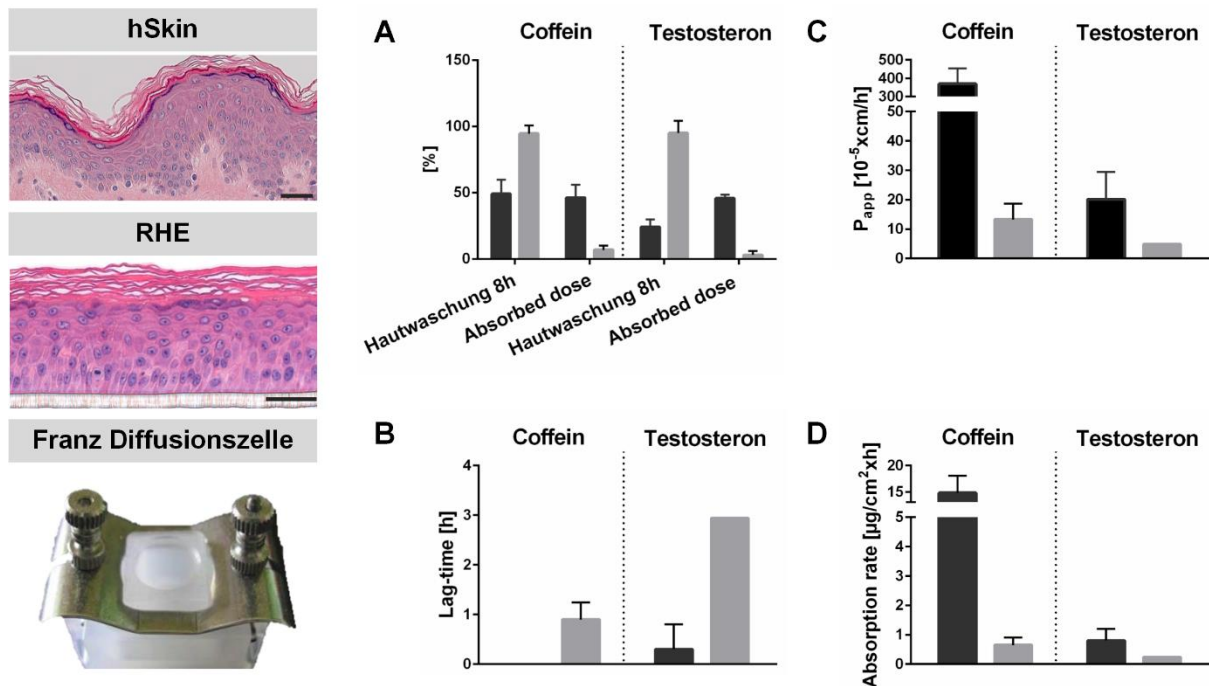 hSkin
RHE
Franz Diffusionszelle
A
Coffein
Testosteron
[%]
100
50
0
Hautwaschung 8h
Absorbed dose
Hautwaschung 8h
Absorbed dose
B
Coffein
Testosteron
Lag-time [h]
4
3
2
1
0
C
Coffein
Testosteron
Papp [10⁻⁵xcm/h]
500
400
300
50
40
30
20
10
0
D
Coffein
Testosteron
Absorption rate [µg/cm²xh]
20
15
5
4
3
2
1
0